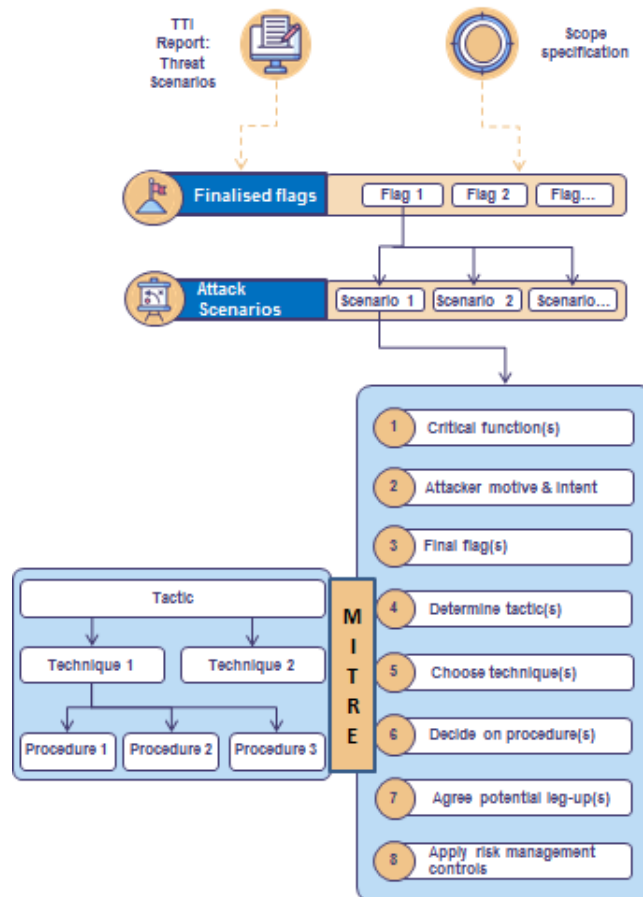 TTI
Report:
Threat
Scenarios
Scope
specification
Finalised flags
Flag 1
Flag 2
Flag...
Attack
Scenarios
Scenario 1
Scenario 2
Scenario...
1 Critical function(s)
2 Attacker motive & intent
3 Final flag(s)
4 Determine tactic(s)
5 Choose technique(s)
6 Decide on procedure(s)
7 Agree potential leg-up(s)
8 Apply risk management
controls
M
I
T
R
E
Tactic
Technique 1
Technique 2
Procedure 1
Procedure 2
Procedure 3